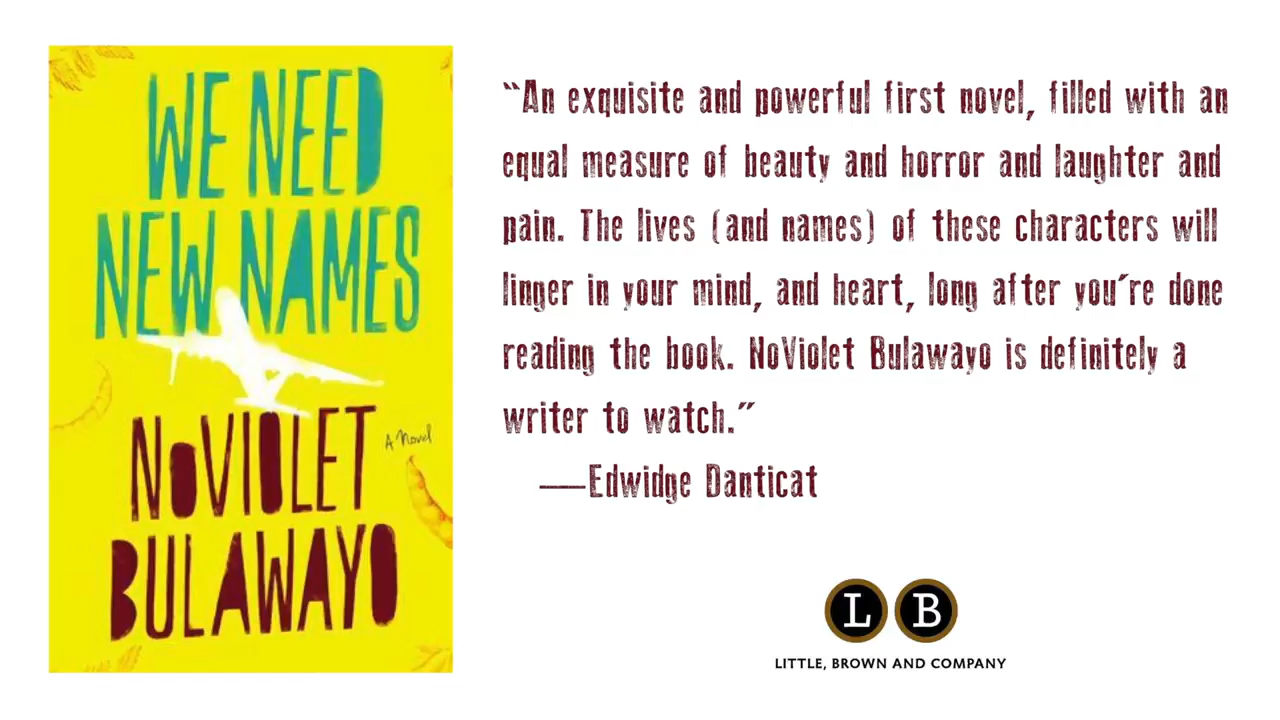 WE NEED
NEW NAMES
NOVIOLET
A Novel
BULAWAYO
“An exquisite and powerful first novel, filled with an
equal measure of beauty and horror and laughter and
pain. The lives (and names) of these characters will
linger in your mind, and heart, long after you’re done
reading the book. NoViolet Bulawayo is definitely a
writer to watch.”
—Edwidge Danticat
L B
LITTLE, BROWN AND COMPANY